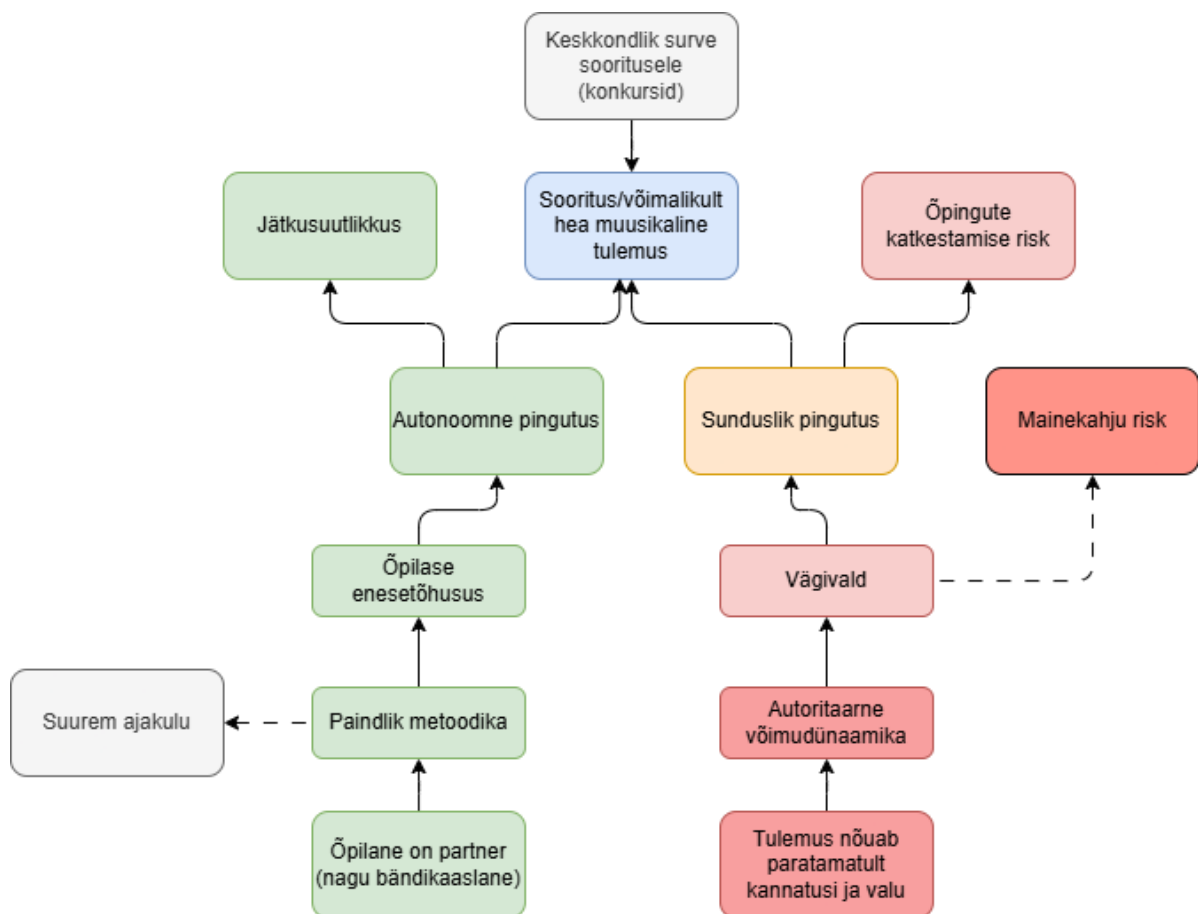 Keskkondlik surve
sooritusele
(konkursid)
Jätkusuutlikkus
Sooritus/võimalikult
hea muusikaline
tulemus
Õpingute
katkestamise risk
Autonoomne pingutus
Sunduslik pingutus
Mainekahju risk
Õpilase
enesetõhusus
Vägivald
Suurem ajakulu
Paindlik metoodika
Autoritaarne
võimudünaamika
Õpilane on partner
(nagu bändikaaslane)
Tulemus nõuab
paratamatult
kannatusi ja valu